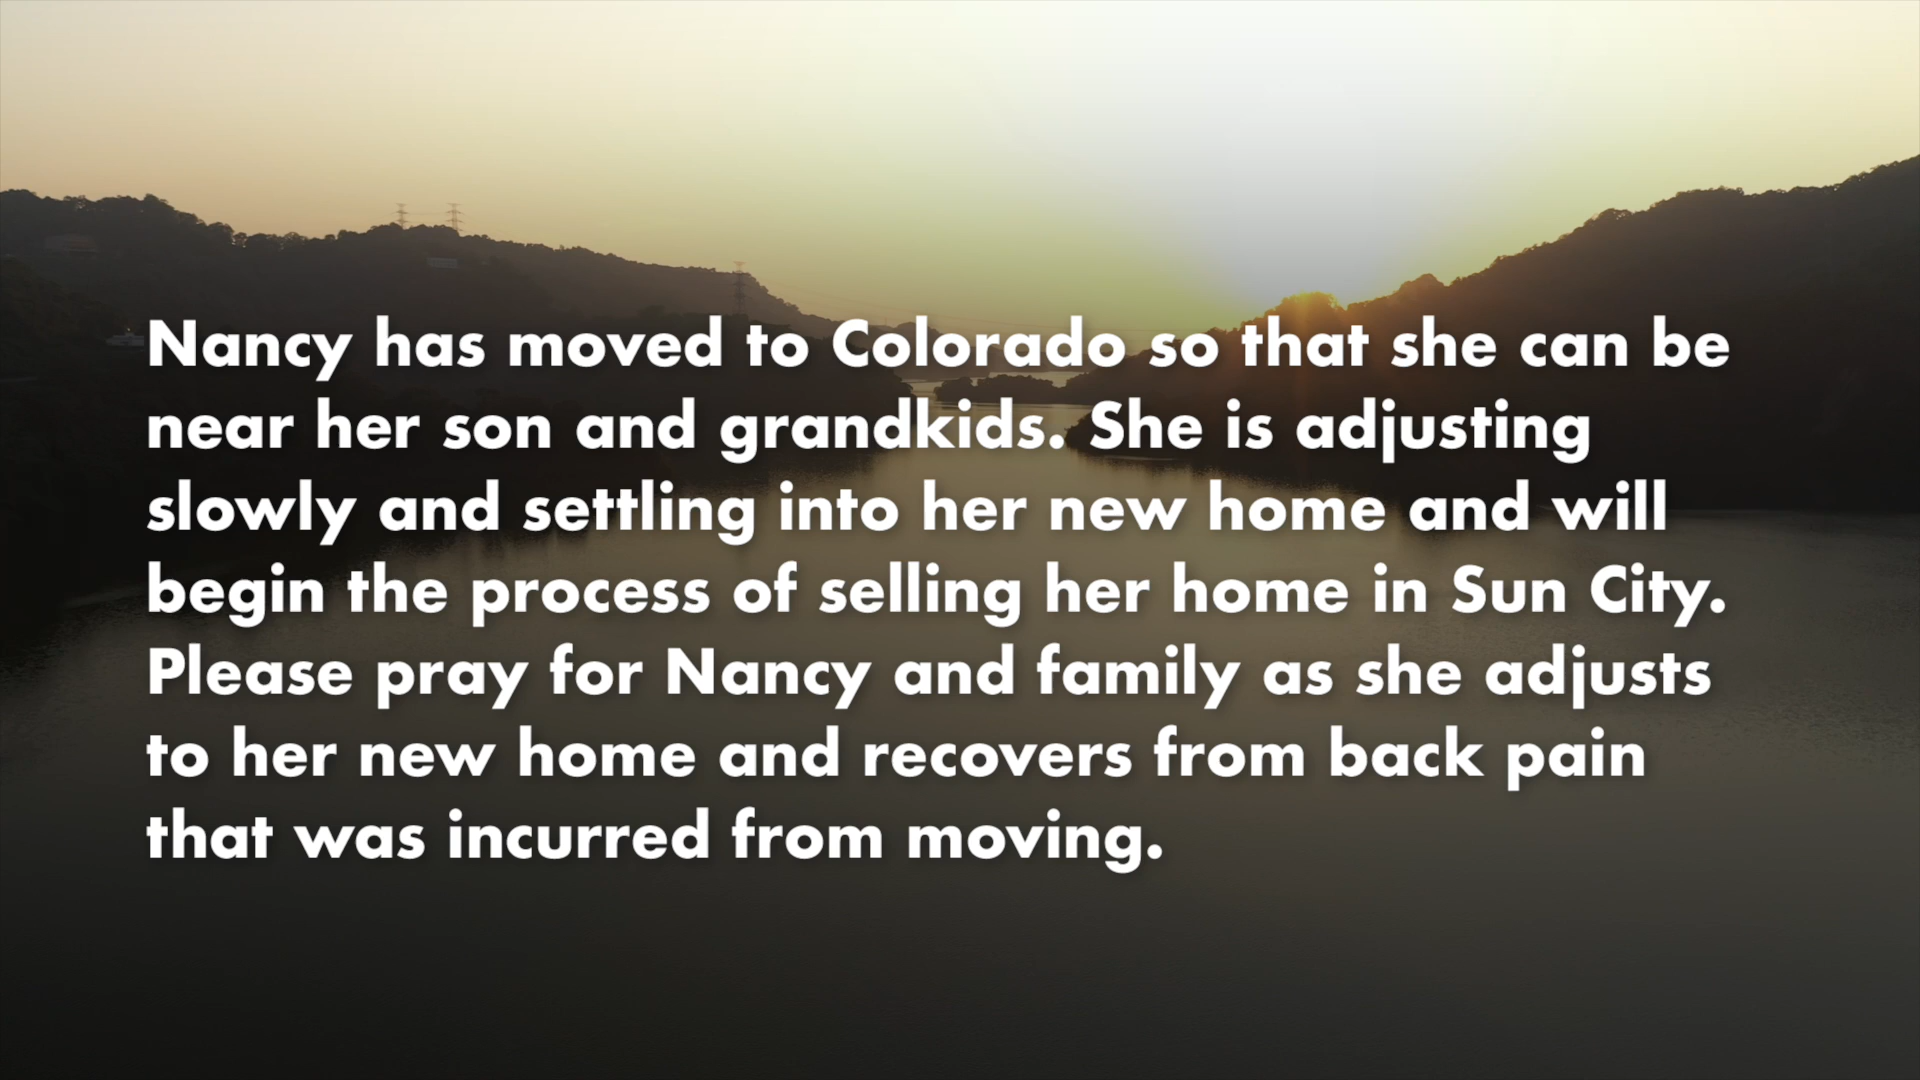 Nancy has moved to Colorado so that she can be
near her son and grandkids. She is adjusting
slowly and settling into her new home and will
begin the process of selling her home in Sun City.
Please pray for Nancy and family as she adjusts
to her new home and recovers from back pain
that was incurred from moving.